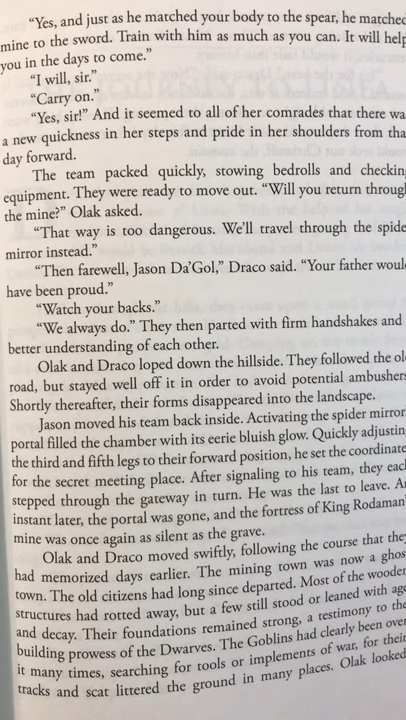 "Yes, and just as he matched your body to the spear, he matched
mine to the sword. Train with him as much as you can. It will help
you in the days to come."
"I will, sir."
"Carry on."
"Yes, sir!" And it seemed to all of her comrades that there wa
a new quickness in her steps and pride in her shoulders from tha
day forward.
The team packed quickly, stowing bedrolls and checkin
equipment. They were ready to move out. "Will you return throug
the mine?" Olak asked.
"That way is too dangerous. We'll travel through the spide
mirror instead."
"Then farewell, Jason Da'Gol," Draco said. "Your father woul
have been proud."
"Watch your backs."
"We always do." They then parted with firm handshakes and
better understanding of each other.
Olak and Draco loped down the hillside. They followed the ol
road, but stayed well off it in order to avoid potential ambushers
Shortly thereafter, their forms disappeared into the landscape.
Jason moved his team back inside. Activating the spider mirror
portal filled the chamber with its eerie bluish glow. Quickly adjustin
the third and fifth legs to their forward position, he set the coordinate
for the secret meeting place. After signaling to his team, they eac
stepped through the gateway in turn. He was the last to leave. A
instant later, the portal was gone, and the fortress of King Rodaman'
mine was once again as silent as the grave.
Olak and Draco moved swiftly, following the course that the
had memorized days earlier. The mining town was now a ghos
town. The old citizens had long since departed. Most of the wooden
structures had rotted away, but a few still stood or leaned with age
and decay. Their foundations remained strong, a testimony to the
building prowess of the Dwarves. The Goblins had clearly been over
it many times, searching for tools or implements of war, for their
tracks and scat littered the ground in many places. Olak looked